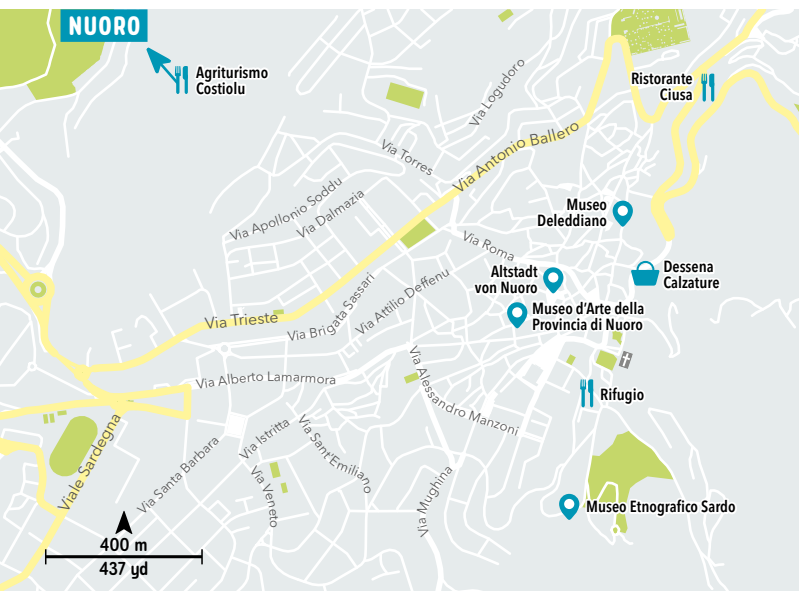 NUORO
Agriturismo
Costiolu
Via Logudoro
Ristorante
Ciusa
Via Torres
Via Antonio Ballero
Via Apollonio Soddu
Via Dalmazia
Museo
Deleddiano
Via Roma
Altstadt
von Nuoro
Dessena
Calzature
Via Attilio Deffenu
Via Brigata Sassari
Via Trieste
Museo d'Arte della
Provincia di Nuoro
Via Alberto Lamarmora
Via Alessandro Manzoni
Rifugio
Viale Sardegna
Via Santa Barbara
Via Istritta
Via Sant'Emiliano
Via Veneto
Via Mughina
Museo Etnografico Sardo
400 m
437 yd